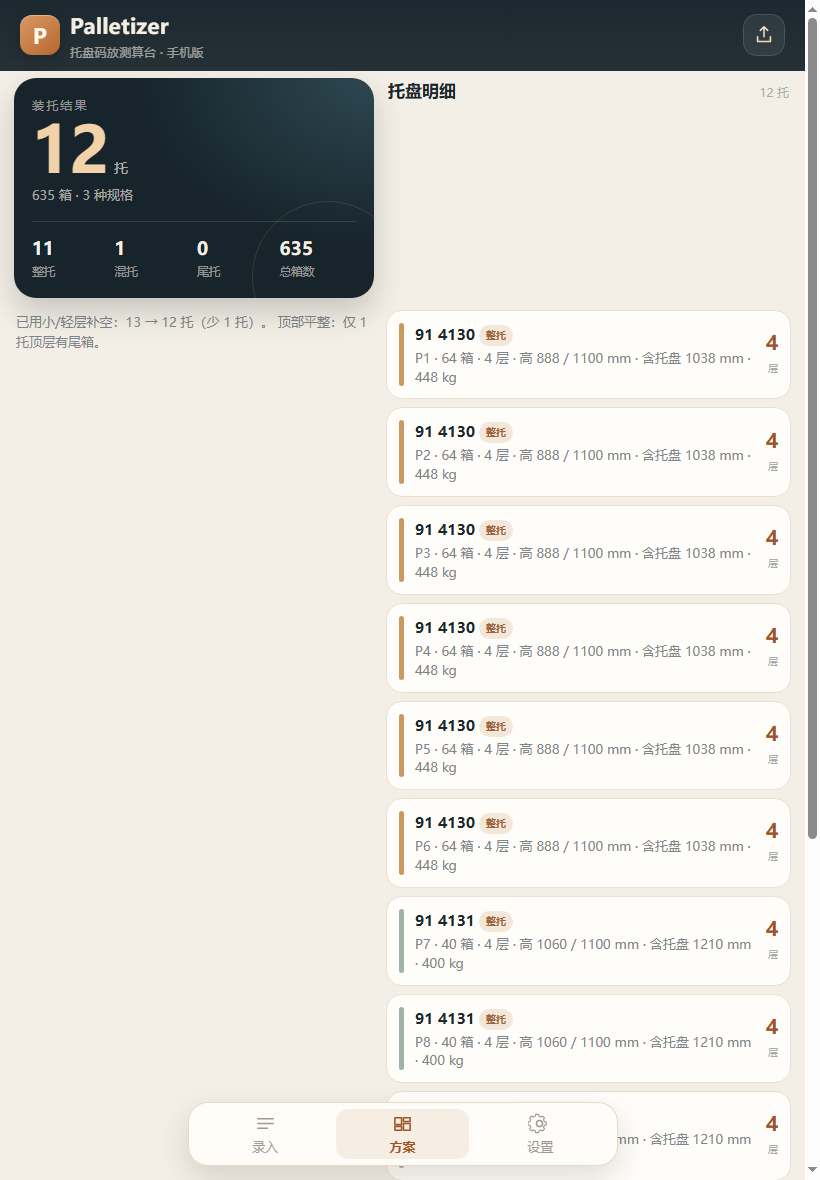 P
Palletizer
托盘码放测算台 · 手机版
装托结果
12 托
635 箱 · 3 种规格
11 1 0 635
整托 混托 尾托 总箱数
已用小/轻层补空：13 → 12 托（少 1 托）。 顶部平整：仅 1
托顶层有尾箱。
托盘明细 12 托
91 4130 整托
P1 · 64 箱 · 4 层 · 高 888 / 1100 mm · 含托盘 1038 mm ·
448 kg
4
层
91 4130 整托
P2 · 64 箱 · 4 层 · 高 888 / 1100 mm · 含托盘 1038 mm ·
448 kg
4
层
91 4130 整托
P3 · 64 箱 · 4 层 · 高 888 / 1100 mm · 含托盘 1038 mm ·
448 kg
4
层
91 4130 整托
P4 · 64 箱 · 4 层 · 高 888 / 1100 mm · 含托盘 1038 mm ·
448 kg
4
层
91 4130 整托
P5 · 64 箱 · 4 层 · 高 888 / 1100 mm · 含托盘 1038 mm ·
448 kg
4
层
91 4130 整托
P6 · 64 箱 · 4 层 · 高 888 / 1100 mm · 含托盘 1038 mm ·
448 kg
4
层
91 4131 整托
P7 · 40 箱 · 4 层 · 高 1060 / 1100 mm · 含托盘 1210 mm
· 400 kg
4
层
91 4131 整托
P8 · 40 箱 · 4 层 · 高 1060 / 1100 mm · 含托盘 1210 mm
· 400 kg
4
层
mm · 含托盘 1210 mm
4
层
录入 方案 设置